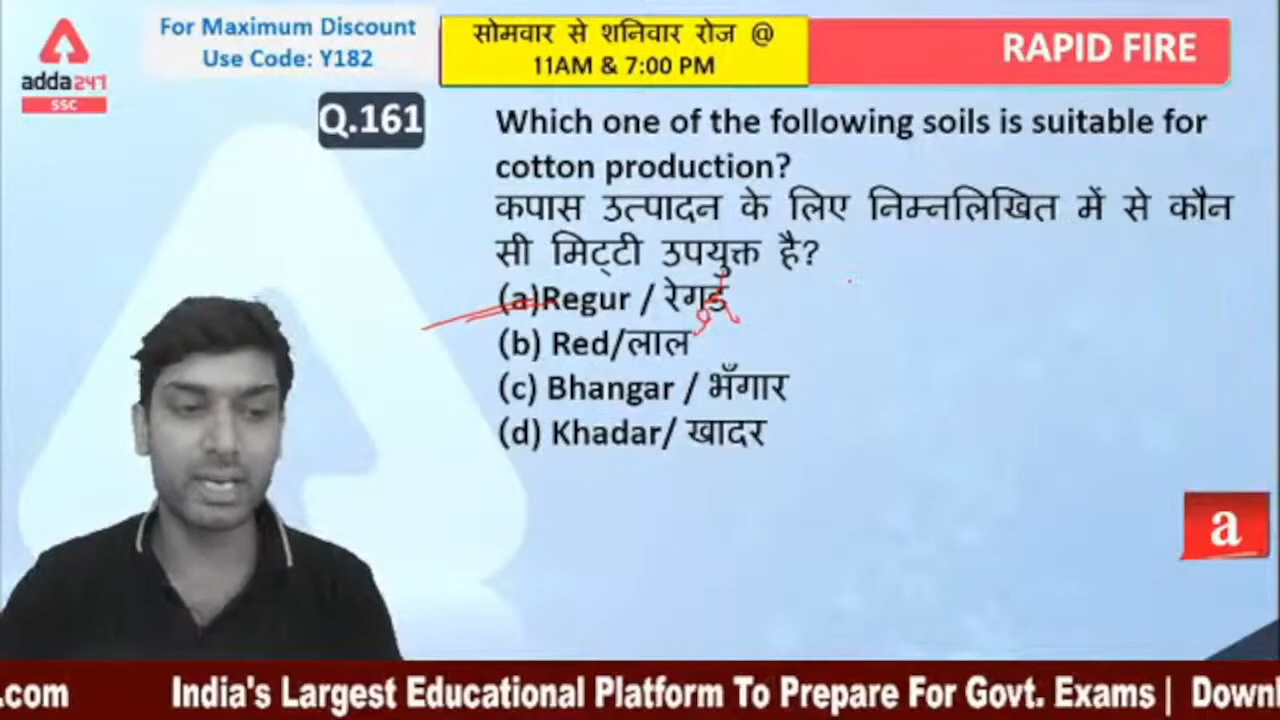 adda247
SSC
For Maximum Discount
Use Code: Y182
सोमवार से शनिवार रोज @
11AM & 7:00 PM
RAPID FIRE
Q.161
Which one of the following soils is suitable for
cotton production?
कपास उत्पादन के लिए निम्नलिखित में से कौन
सी मिट्टी उपयुक्त है?
(a)Regur / रेगड
(b) Red/लाल
(c) Bhangar / भँगार
(d) Khadar/ खादर
a
.com India's Largest Educational Platform To Prepare For Govt. Exams | Downl